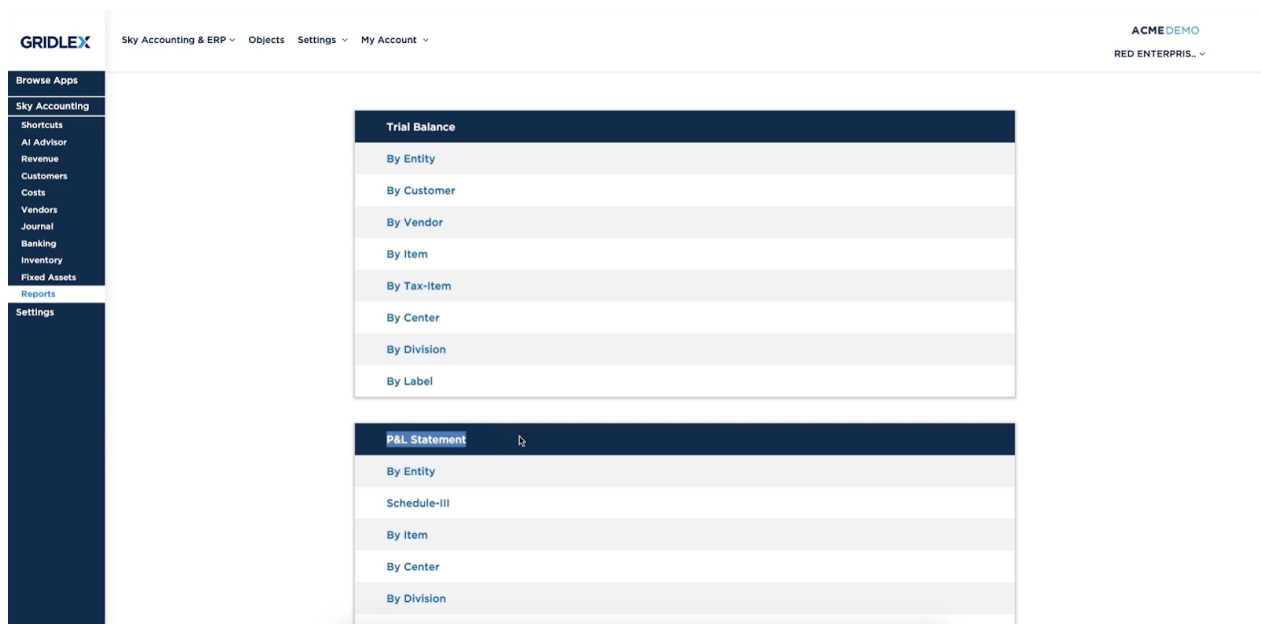 GRIDLEX
Sky Accounting & ERP
Objects
Settings
My Account
ACMEDEMO
RED ENTERPRIS..
Browse Apps
Sky Accounting
Shortcuts
AI Advisor
Revenue
Customers
Costs
Vendors
Journal
Banking
Inventory
Fixed Assets
Reports
Settings
Trial Balance
By Entity
By Customer
By Vendor
By Item
By Tax-Item
By Center
By Division
By Label
P&L Statement
By Entity
Schedule-III
By Item
By Center
By Division